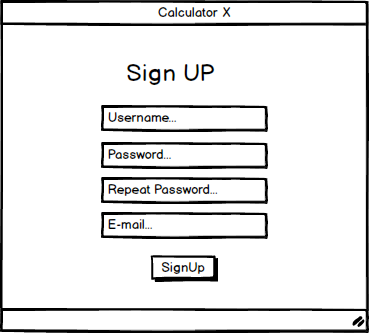 Calculator X
Sign UP
Username...
Password...
Repeat Password...
E-mail...
SignUp